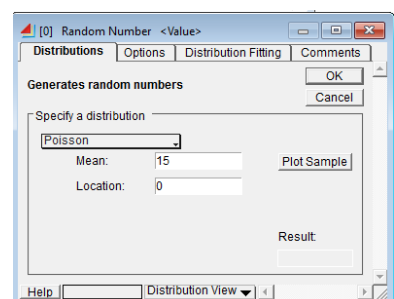 [0] Random Number <Value>
Distributions Options Distribution Fitting Comments
Generates random numbers
OK
Cancel
Specify a distribution
Poisson
Mean: 15
Plot Sample
Location: 0
Result:
Help Distribution View